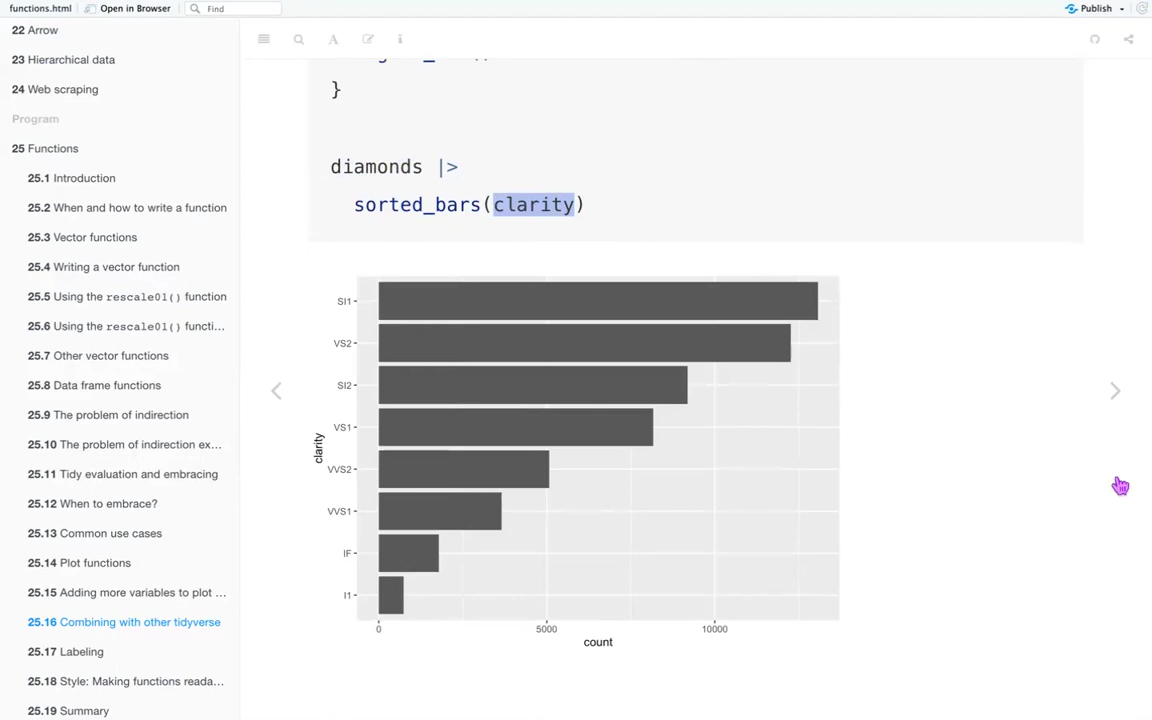 functions.html Open in Browser Find Publish
22 Arrow
23 Hierarchical data
24 Web scraping
Program
25 Functions
25.1 Introduction
25.2 When and how to write a function
25.3 Vector functions
25.4 Writing a vector function
25.5 Using the rescale01() function
25.6 Using the rescale01() functi...
25.7 Other vector functions
25.8 Data frame functions
25.9 The problem of indirection
25.10 The problem of indirection ex...
25.11 Tidy evaluation and embracing
25.12 When to embrace?
25.13 Common use cases
25.14 Plot functions
25.15 Adding more variables to plot ...
25.16 Combining with other tidyverse
25.17 Labeling
25.18 Style: Making functions reada...
25.19 Summary
A i
}
diamonds |>
sorted_bars(clarity)
SI1
VS2
SI2
VS1
VVS2
VVS1
IF
I1
clarity
0 5000 10000
count